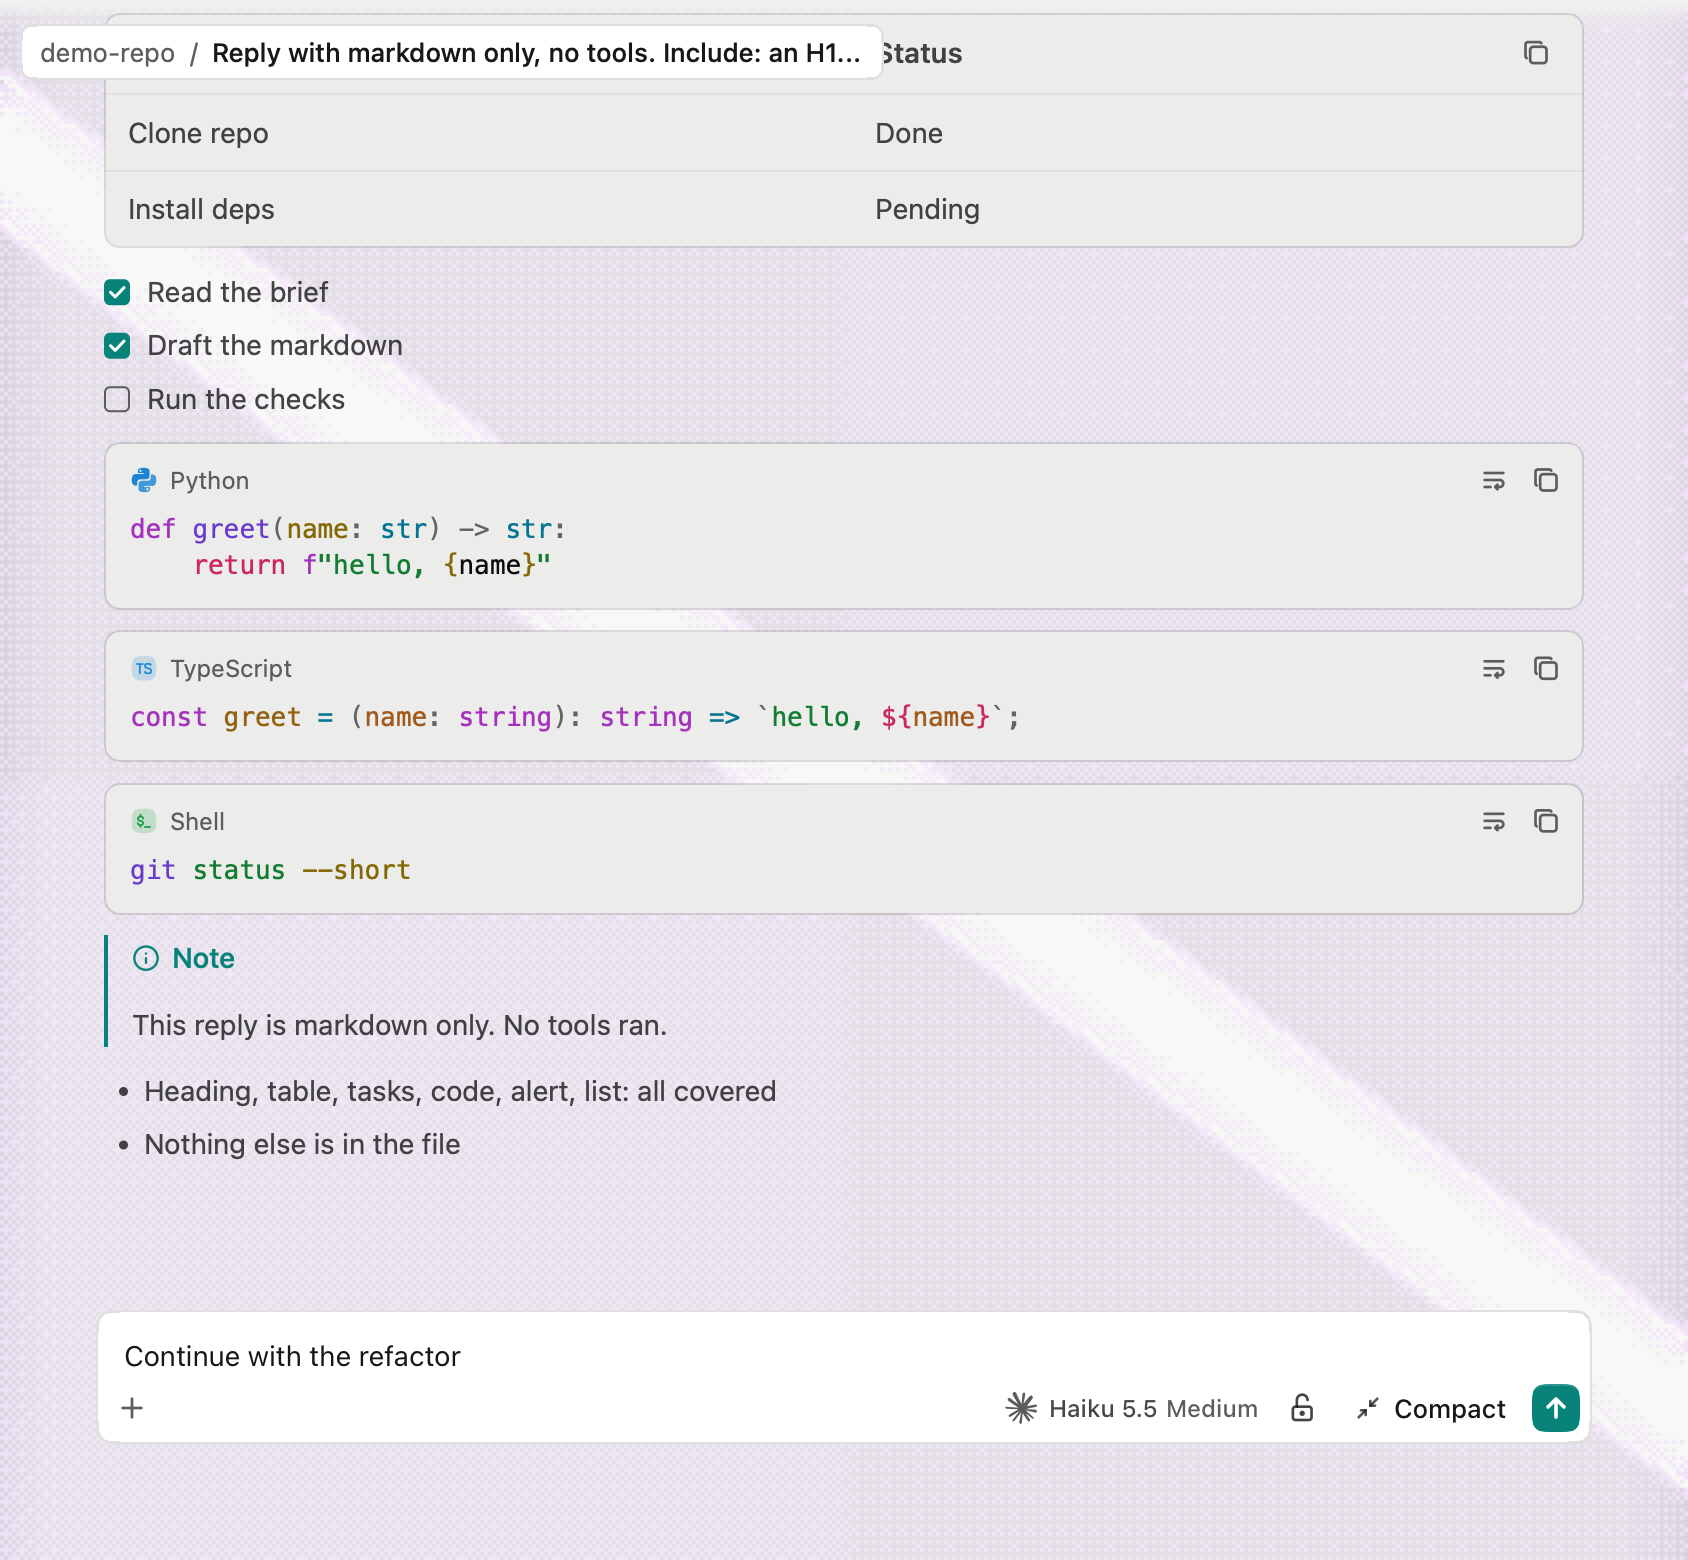 demo-repo / Reply with markdown only, no tools. Include: an H1...
Status
Clone repo Done
Install deps Pending
Read the brief
Draft the markdown
Run the checks
Python
def greet(name: str) -> str:
    return f"hello, {name}"
TS TypeScript
const greet = (name: string): string => `hello, ${name}`;
$_ Shell
git status --short
Note
This reply is markdown only. No tools ran.
• Heading, table, tasks, code, alert, list: all covered
• Nothing else is in the file
Continue with the refactor
Haiku 5.5 Medium Compact